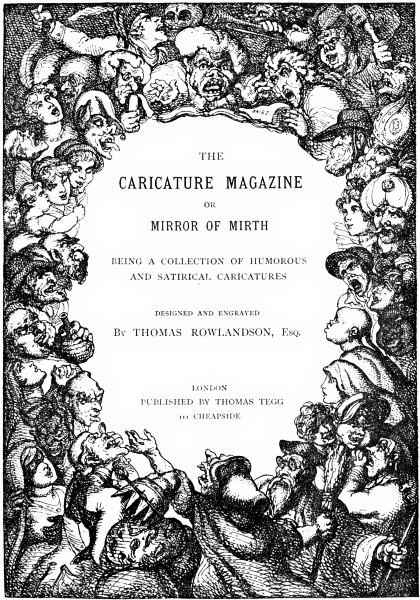 THE
CARICATURE MAGAZINE
OR
MIRROR OF MIRTH
BEING A COLLECTION OF HUMOROUS
AND SATIRICAL CARICATURES
DESIGNED AND ENGRAVED
BY THOMAS ROWLANDSON, ESQ.
LONDON
PUBLISHED BY THOMAS TEGG
111 CHEAPSIDE